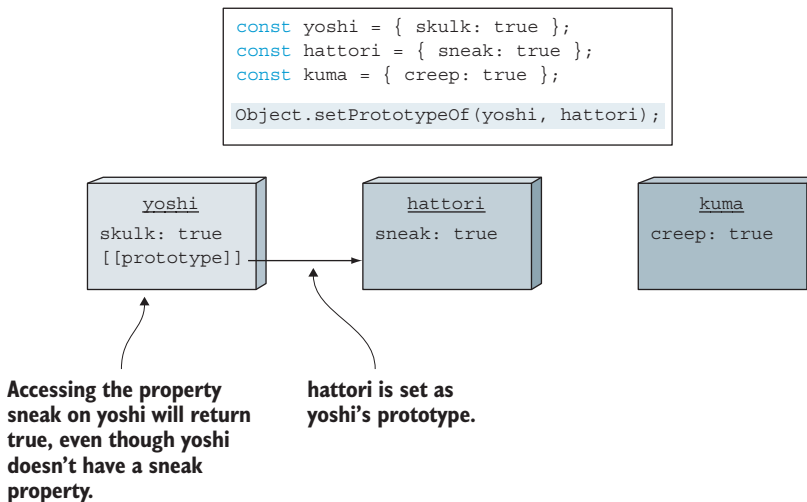 const yoshi = { skulk: true };
const hattori = { sneak: true };
const kuma = { creep: true };
Object.setPrototypeOf(yoshi, hattori);
yoshi
skulk: true
[[prototype]]
hattori
sneak: true
kuma
creep: true
Accessing the property
sneak on yoshi will return
true, even though yoshi
doesn't have a sneak
property.
hattori is set as
yoshi's prototype.